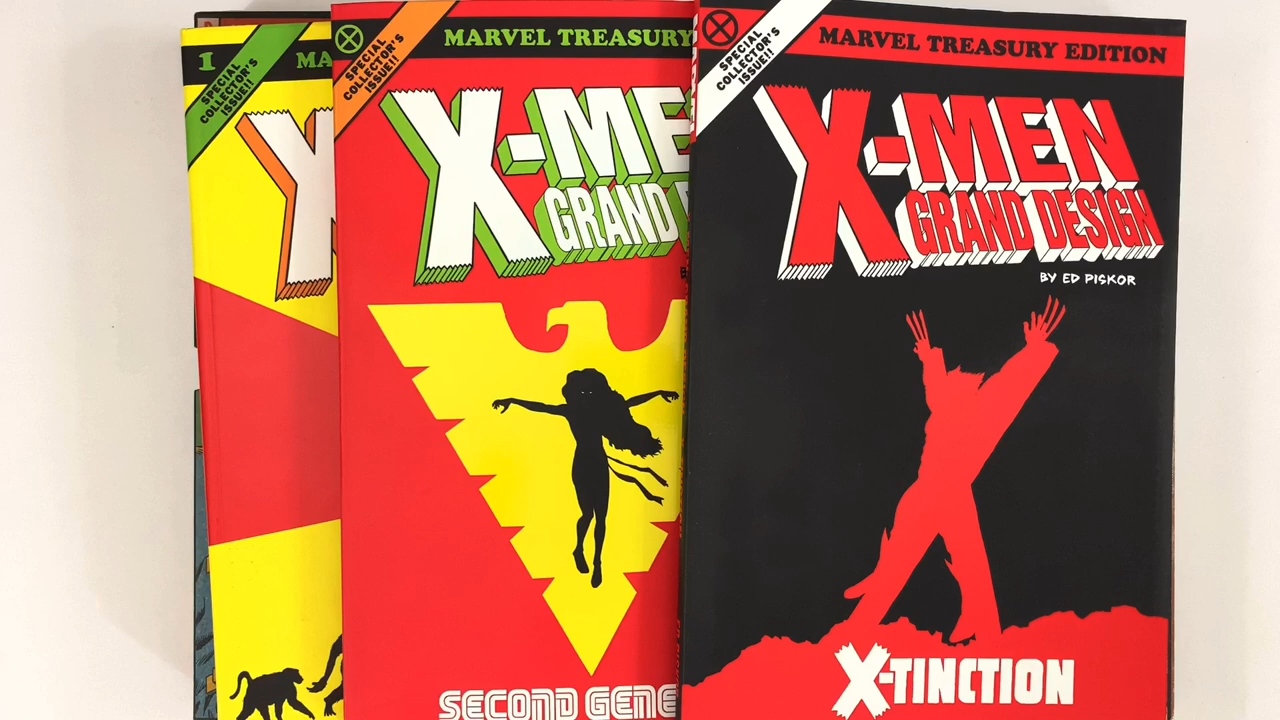 1
MA
SPECIAL
COLLECTOR'S
ISSUE!!
X
MARVEL TREASURY
SPECIAL
COLLECTOR'S
ISSUE!!
X-ME
GRAND
SECOND GENE
MARVEL TREASURY EDITION
SPECIAL
COLLECTOR'S
ISSUE!!
X-MEN
GRAND DESIGN
BY ED PISKOR
X-TINCTION